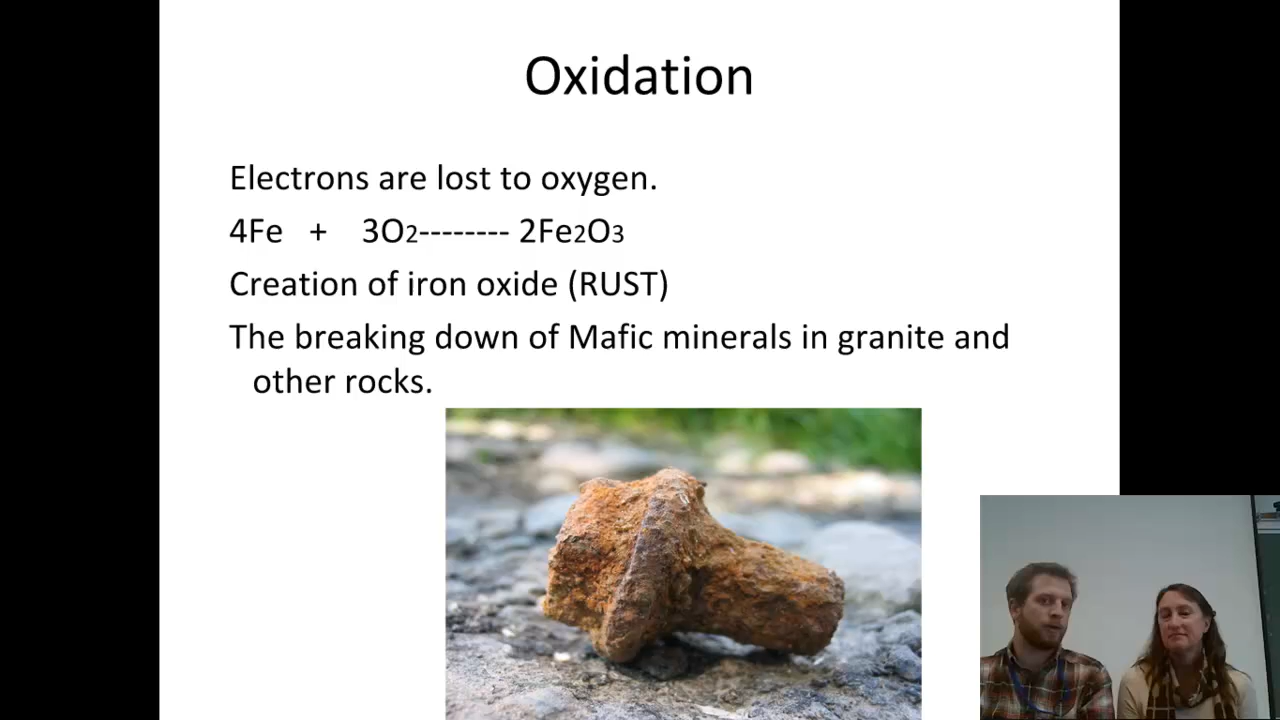 Oxidation
Electrons are lost to oxygen.
4Fe + 3O2-------- 2Fe2O3
Creation of iron oxide (RUST)
The breaking down of Mafic minerals in granite and
other rocks.